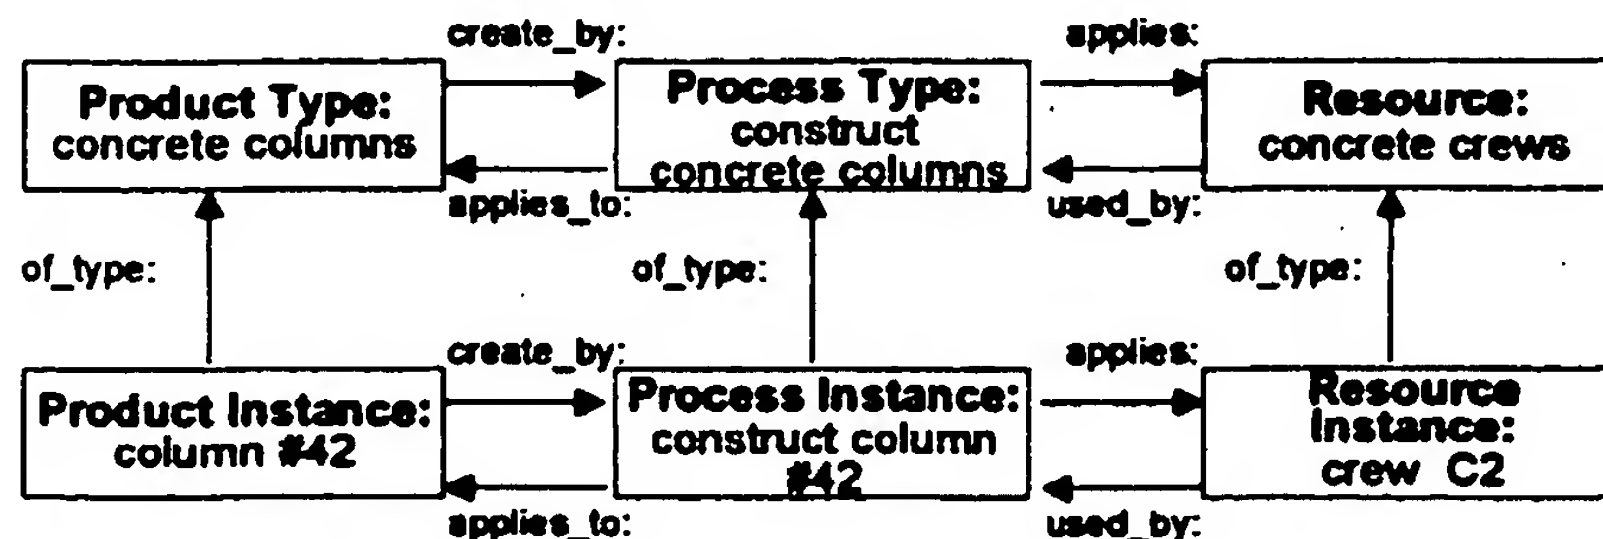 create_by:
applies:
Product Type:
concrete columns
Process Type:
construct
concrete columns
Resource:
concrete crews
applies_to:
used_by:
of_type:
of_type:
of_type:
create_by:
applies:
Product Instance:
column #42
Process Instance:
construct column
#42
Resource
Instance:
crew C2
applies_to:
used_by: